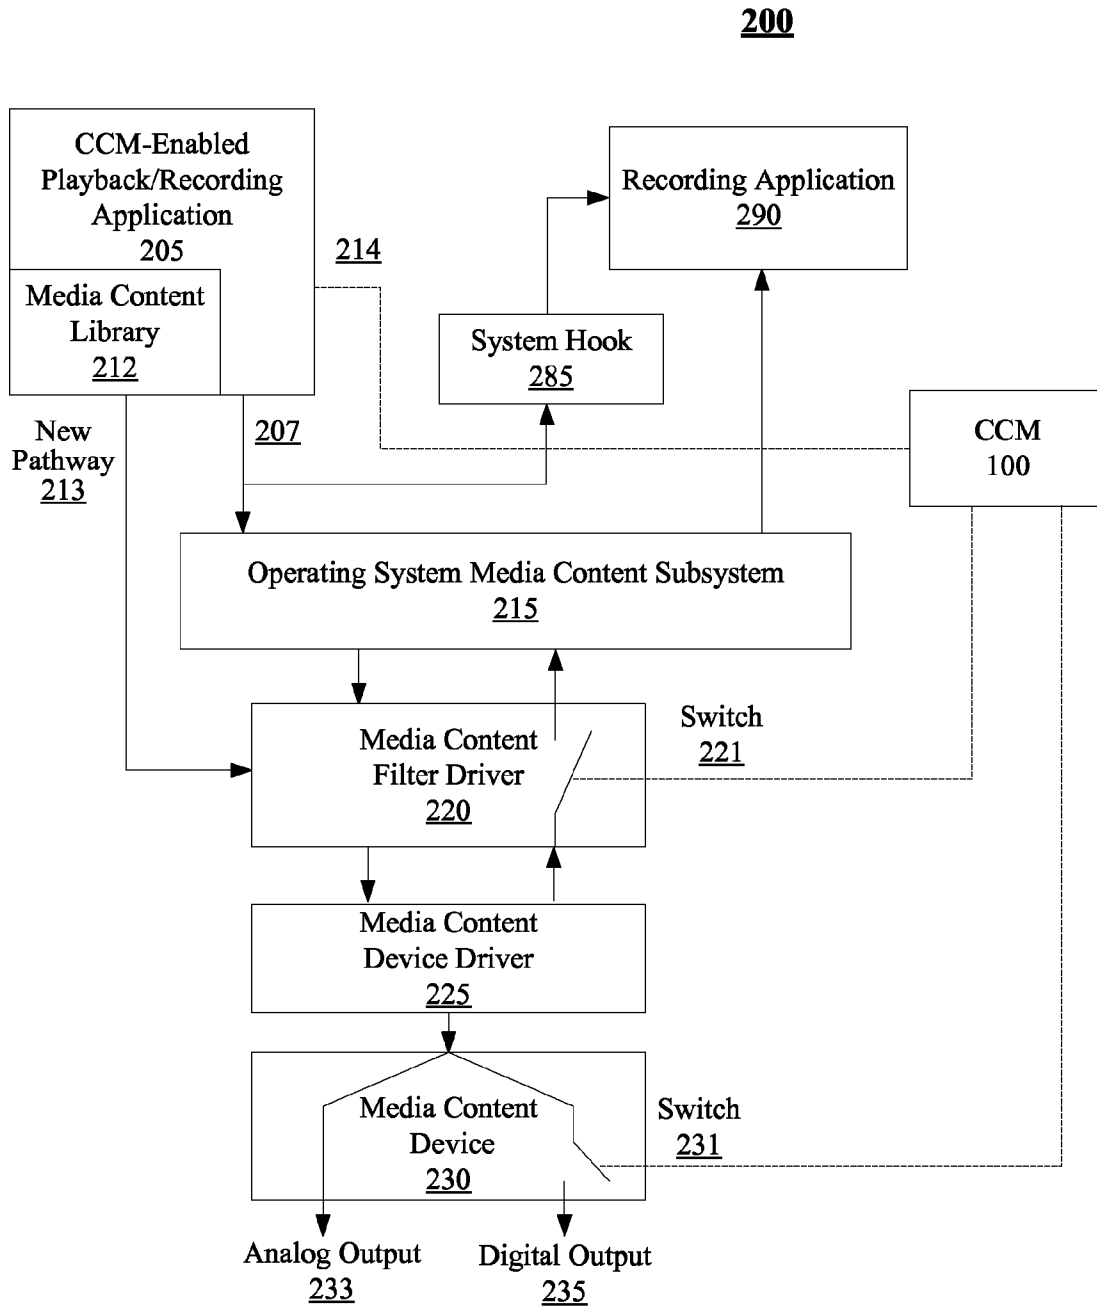 200
CCM-Enabled
Playback/Recording
Application
205
Media Content
Library
212
214
Recording Application
290
System Hook
285
CCM
100
New
Pathway
213
207
Operating System Media Content Subsystem
215
Media Content
Filter Driver
220
Switch
221
Media Content
Device Driver
225
Media Content
Device
230
Switch
231
Analog Output
233
Digital Output
235